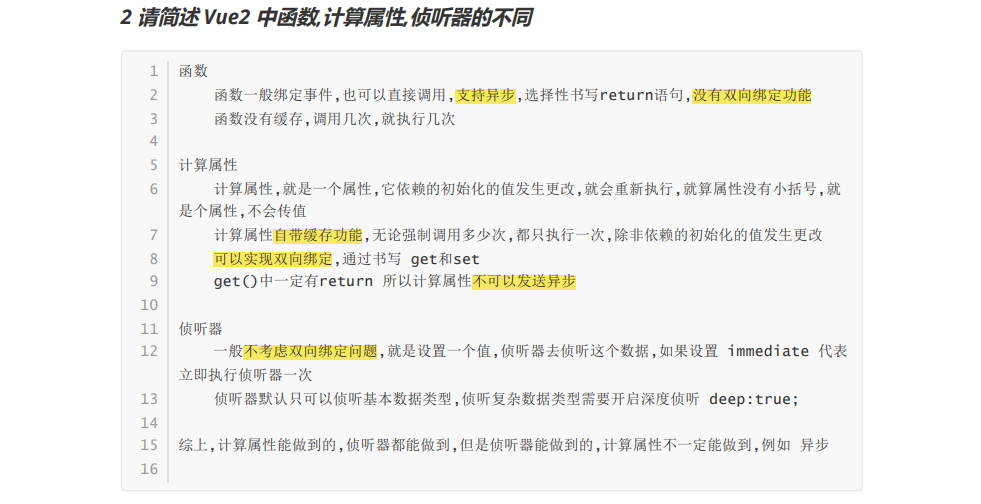 2 请简述 Vue2 中函数,计算属性,侦听器的不同
1 函数
2 函数一般绑定事件,也可以直接调用,支持异步,选择性书写return语句,没有双向绑定功能
3 函数没有缓存,调用几次,就执行几次
4
5 计算属性
6 计算属性,就是一个属性,它依赖的初始化的值发生更改,就会重新执行,就算属性没有小括号,就
是个属性,不会传值
7 计算属性自带缓存功能,无论强制调用多少次,都只执行一次,除非依赖的初始化的值发生更改
8 可以实现双向绑定,通过书写 get和set
9 get()中一定有return 所以计算属性不可以发送异步
10
11 侦听器
12 一般不考虑双向绑定问题,就是设置一个值,侦听器去侦听这个数据,如果设置 immediate 代表
立即执行侦听器一次
13 侦听器默认只可以侦听基本数据类型,侦听复杂数据类型需要开启深度侦听 deep:true;
14
15 综上,计算属性能做到的,侦听器都能做到,但是侦听器能做到的,计算属性不一定能做到,例如 异步
16